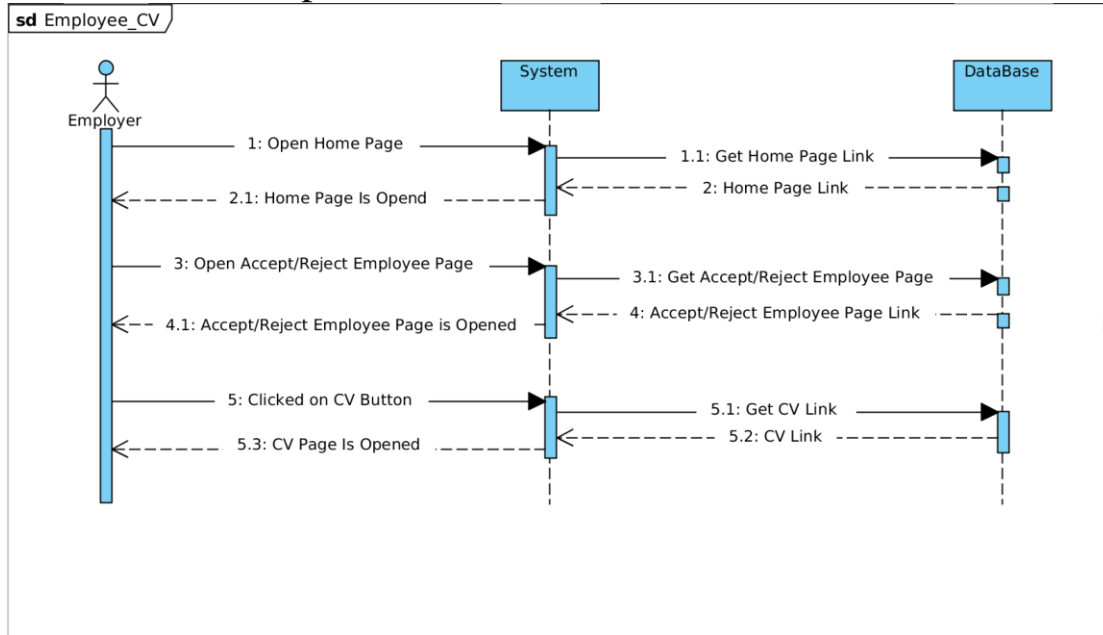 sd Employee_CV
System
DataBase
Employer
1: Open Home Page
1.1: Get Home Page Link
2: Home Page Link
2.1: Home Page Is Opend
3: Open Accept/Reject Employee Page
3.1: Get Accept/Reject Employee Page
4: Accept/Reject Employee Page Link
4.1: Accept/Reject Employee Page is Opened
5: Clicked on CV Button
5.1: Get CV Link
5.2: CV Link
5.3: CV Page Is Opened